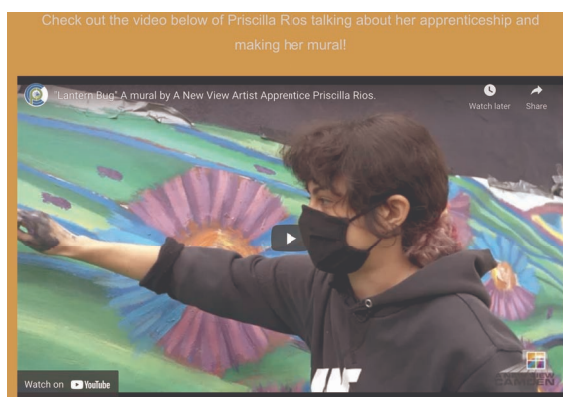 Check out the video below of Priscilla Rios talking about her apprenticeship and
making her mural!
"Lantern Bug" A mural by A New View Artist Apprentice Priscilla Rios.
Watch later
Share
Watch on YouTube
CAMDEN